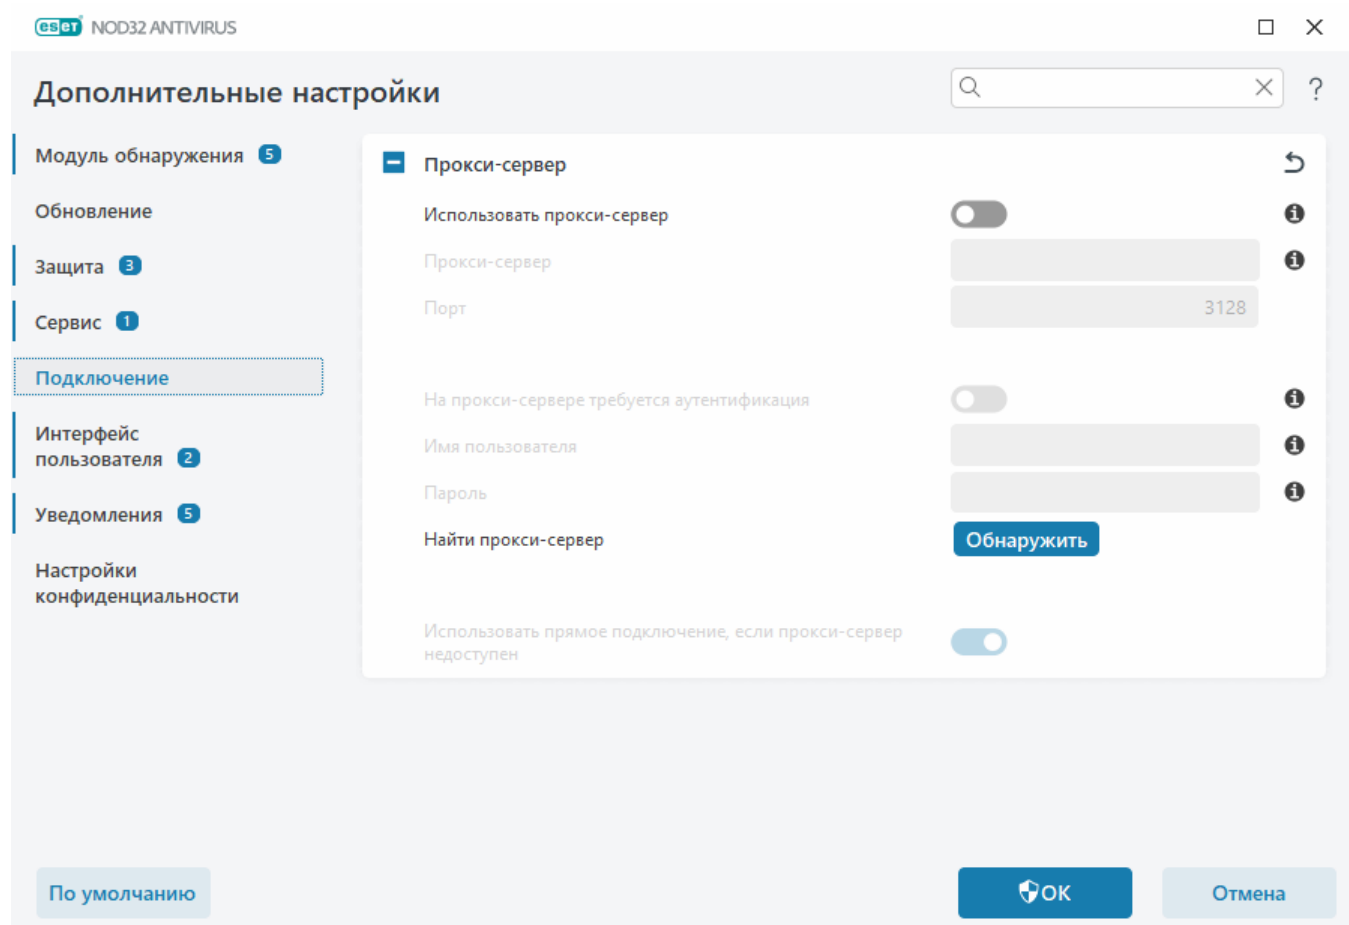 eset NOD32 ANTIVIRUS
Дополнительные настройки
?
Модуль обнаружения 5
Обновление
Защита 3
Сервис 1
Подключение
Интерфейс
пользователя 2
Уведомления 5
Настройки
конфиденциальности
Прокси-сервер
Использовать прокси-сервер
Прокси-сервер
Порт 3128
На прокси-сервере требуется аутентификация
Имя пользователя
Пароль
Найти прокси-сервер Обнаружить
Использовать прямое подключение, если прокси-сервер
недоступен
По умолчанию ОК Отмена